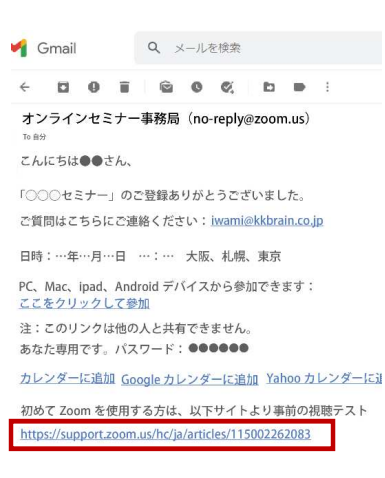 Gmail
メールを検索
オンラインセミナー事務局（no-reply@zoom.us）
To 自分
こんにちは●●さん、
「○○○セミナー」のご登録ありがとうございました。
ご質問はこちらにご連絡ください：iwami@kkbrain.co.jp
日時：…年…月…日　…：…　大阪、札幌、東京
PC、Mac、ipad、Android デバイスから参加できます：
ここをクリックして参加
注：このリンクは他の人と共有できません。
あなた専用です。パスワード：●●●●●●
カレンダーに追加 Google カレンダーに追加 Yahoo カレンダーに追
初めて Zoom を使用する方は、以下サイトより事前の視聴テスト
https://support.zoom.us/hc/ja/articles/115002262083